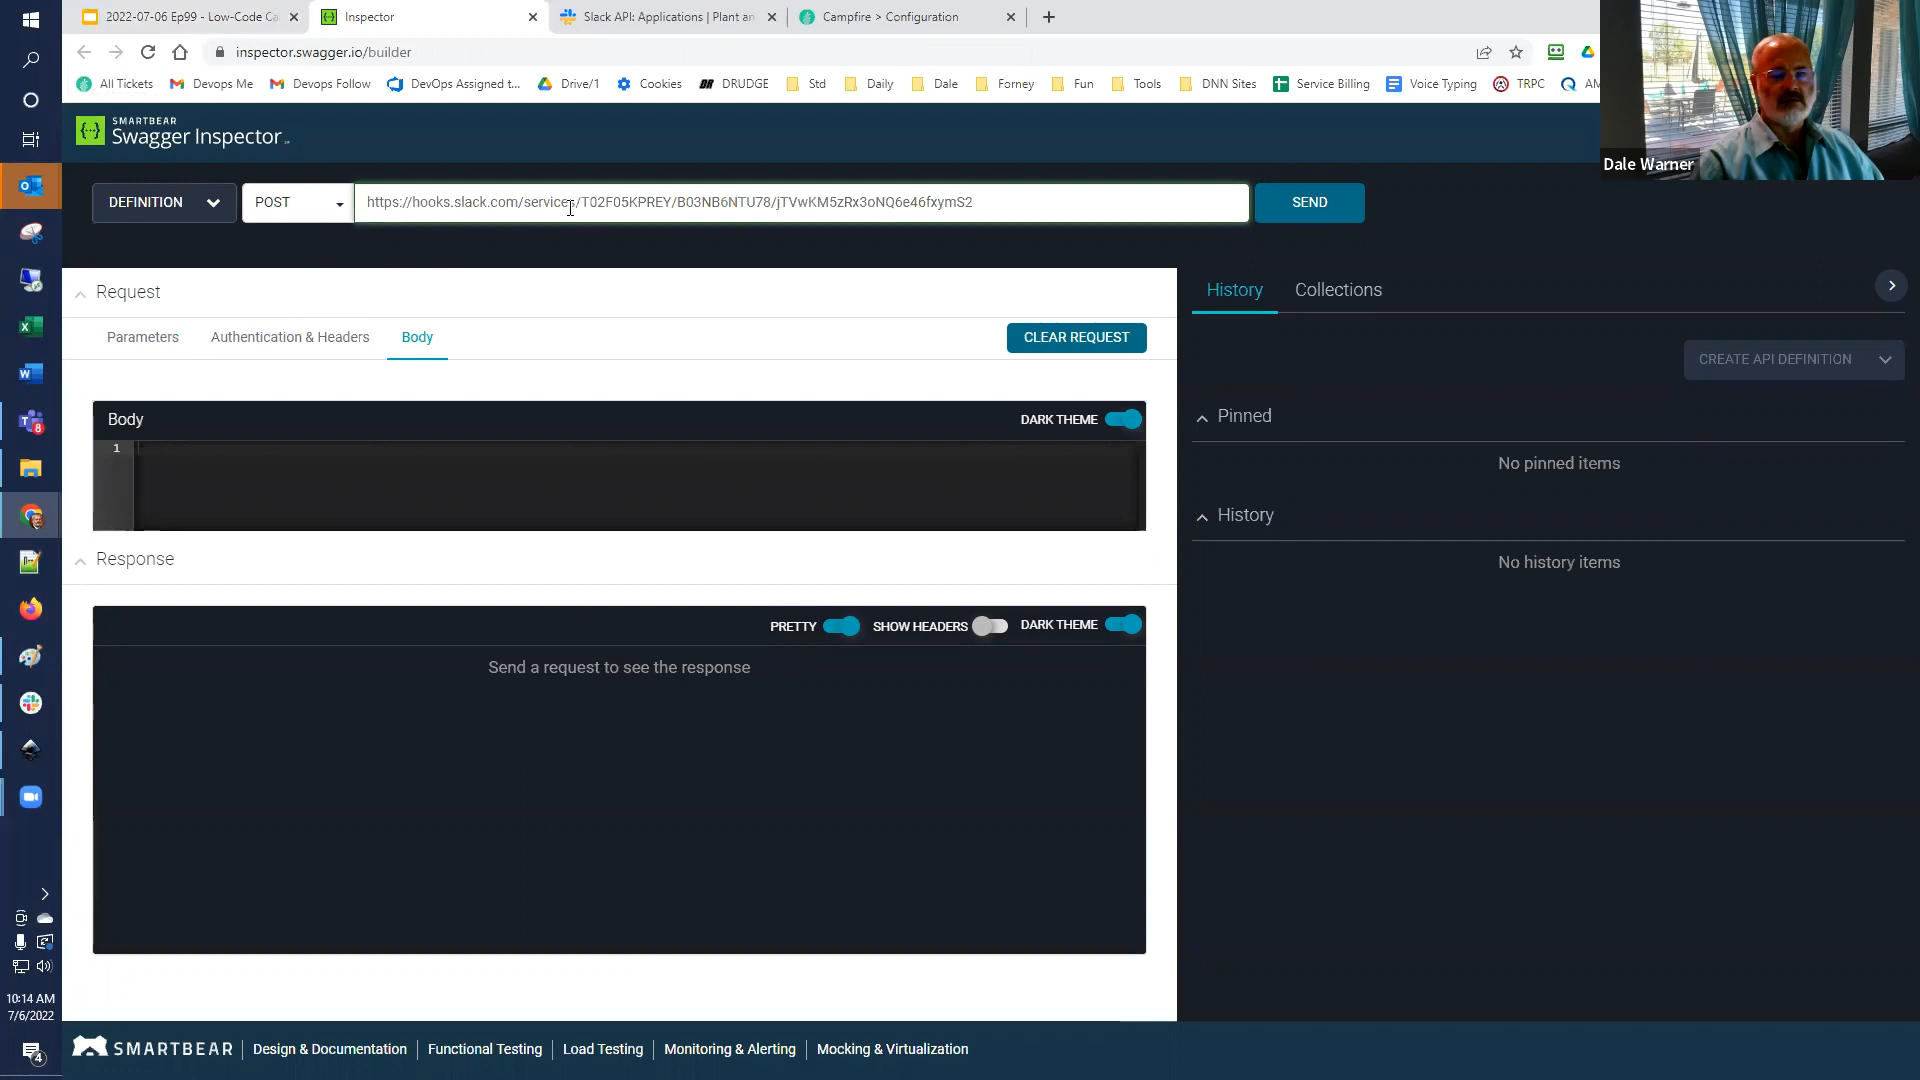 2022-07-06 Ep99 - Low-Code Ca
Inspector
Slack API: Applications | Plant an
Campfire > Configuration
inspector.swagger.io/builder
All Tickets
Devops Me
Devops Follow
DevOps Assigned t...
Drive/1
Cookies
DRUDGE
Std
Daily
Dale
Forney
Fun
Tools
DNN Sites
Service Billing
Voice Typing
TRPC
AM
Dale Warner
SMARTBEAR
Swagger Inspector
DEFINITION
POST
https://hooks.slack.com/services/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
SEND
Request
Parameters
Authentication & Headers
Body
CLEAR REQUEST
History
Collections
CREATE API DEFINITION
Body
DARK THEME
1
Pinned
No pinned items
History
No history items
Response
PRETTY
SHOW HEADERS
DARK THEME
Send a request to see the response
8
10:14 AM
7/6/2022
4
SMARTBEAR
Design & Documentation
Functional Testing
Load Testing
Monitoring & Alerting
Mocking & Virtualization